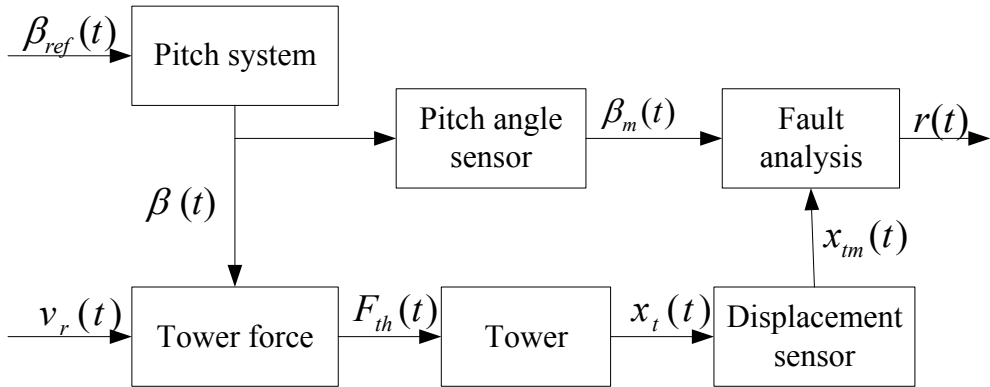 β_ref(t)
Pitch system
Pitch angle
sensor
β_m(t)
Fault
analysis
r(t)
β(t)
x_tm(t)
v_r(t)
Tower force
F_th(t)
Tower
x_t(t)
Displacement
sensor